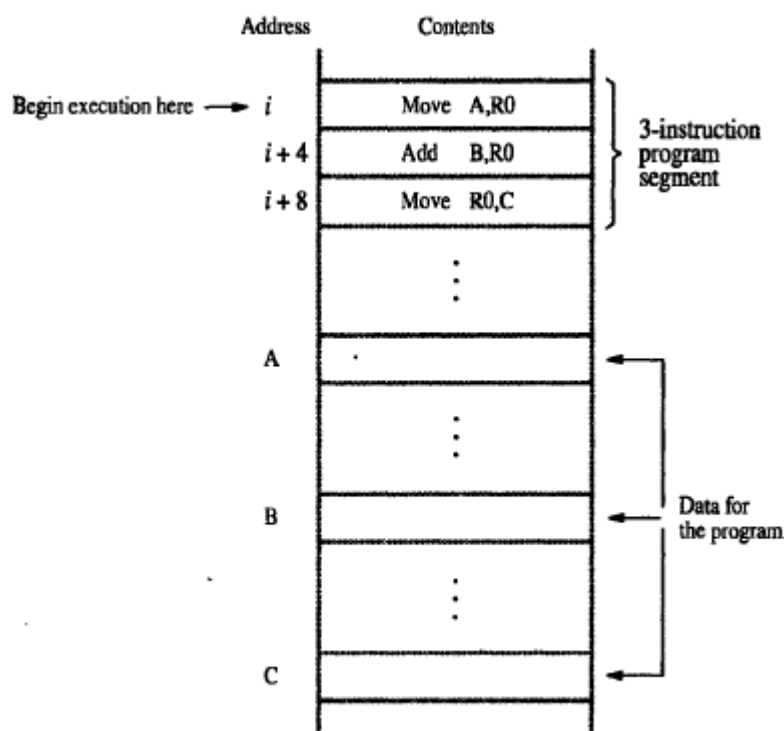 Address Contents
Begin execution here i Move A,R0
i + 4 Add B,R0
i + 8 Move R0,C
3-instruction
program
segment
A
B
Data for
the program
C